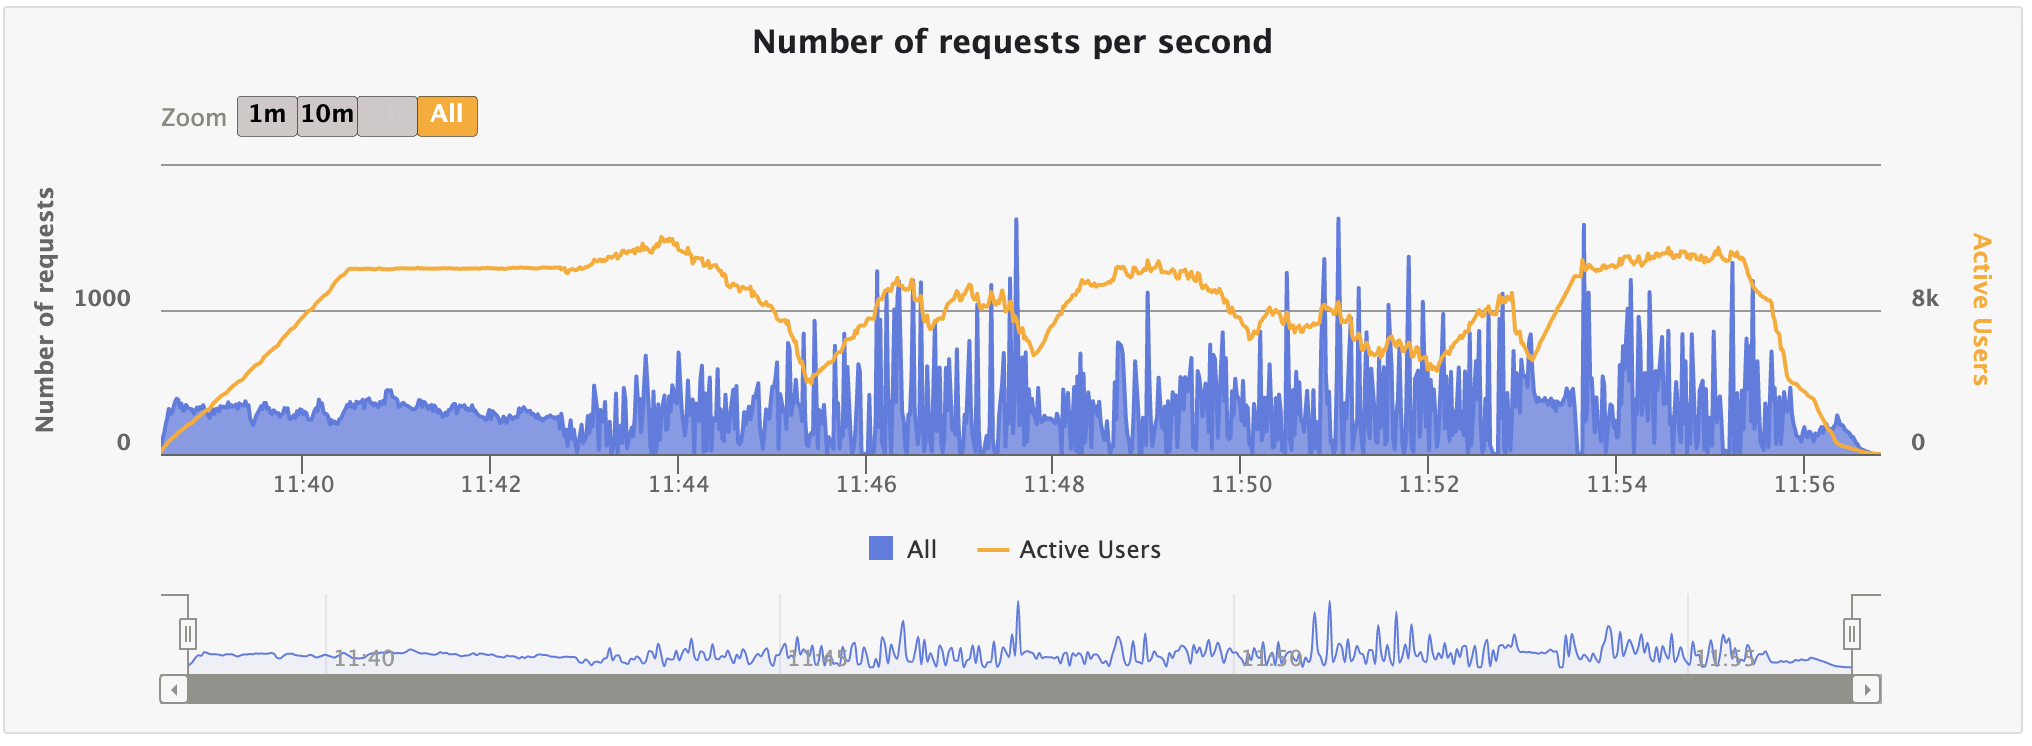 Number of requests per second
Zoom 1m 10m 1h All
Number of requests
1000
0
Active Users
8k
0
11:40 11:42 11:44 11:46 11:48 11:50 11:52 11:54 11:56
All Active Users
11:40 11:45 11:50 11:55